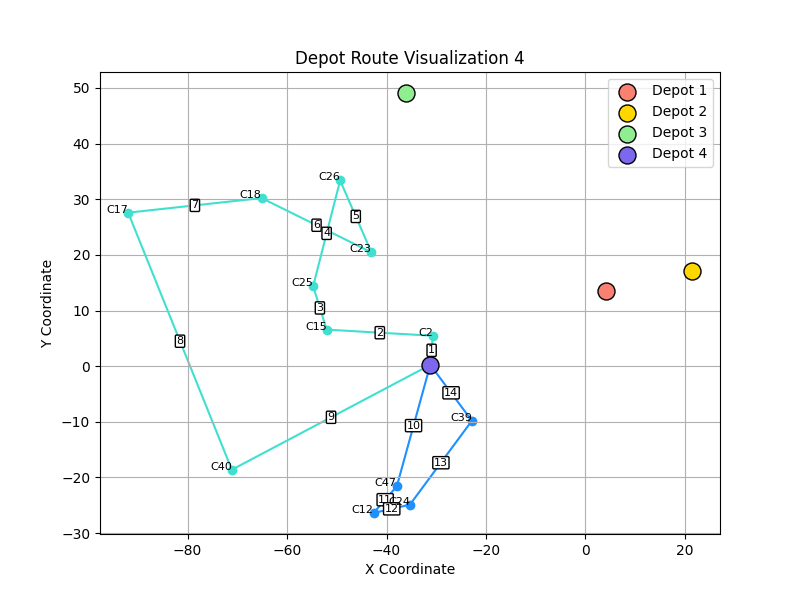 Depot Route Visualization 4
Depot 1
Depot 2
Depot 3
Depot 4
Y Coordinate
50
40
30
20
10
0
−10
−20
−30
−80
−60
−40
−20
0
20
X Coordinate
C26
C18
C17
C23
C25
C15
C2
C39
C40
C47
C24
C12
1
2
3
4
5
6
7
8
9
10
11
12
13
14